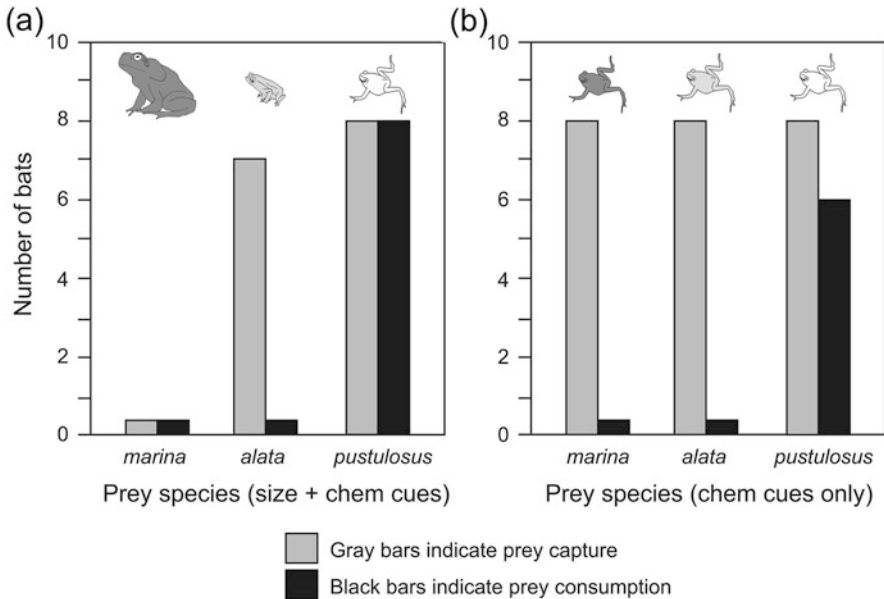 (a)
Number of bats
10
8
6
4
2
0
marina alata pustulosus
Prey species (size + chem cues)
(b)
10
8
6
4
2
0
marina alata pustulosus
Prey species (chem cues only)
Gray bars indicate prey capture
Black bars indicate prey consumption